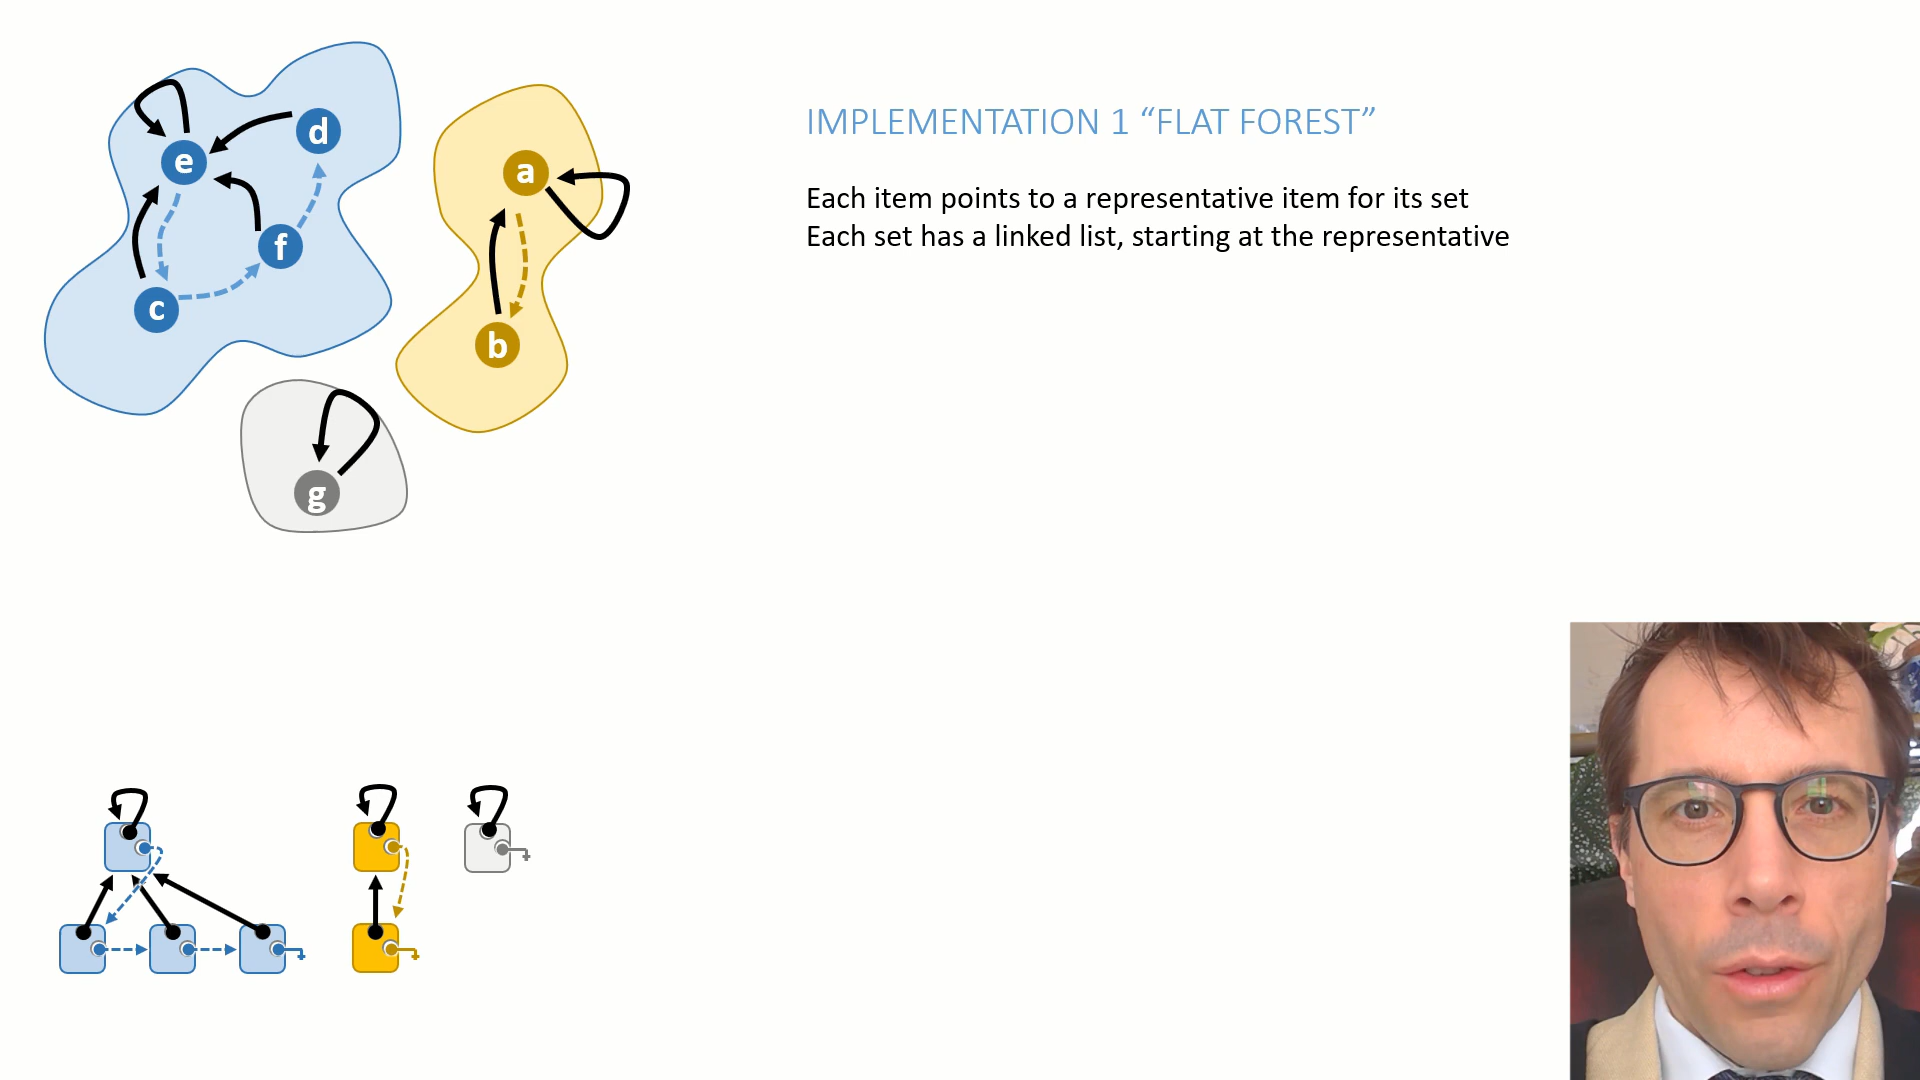 IMPLEMENTATION 1 “FLAT FOREST”
Each item points to a representative item for its set
Each set has a linked list, starting at the representative
e
d
a
f
c
b
g